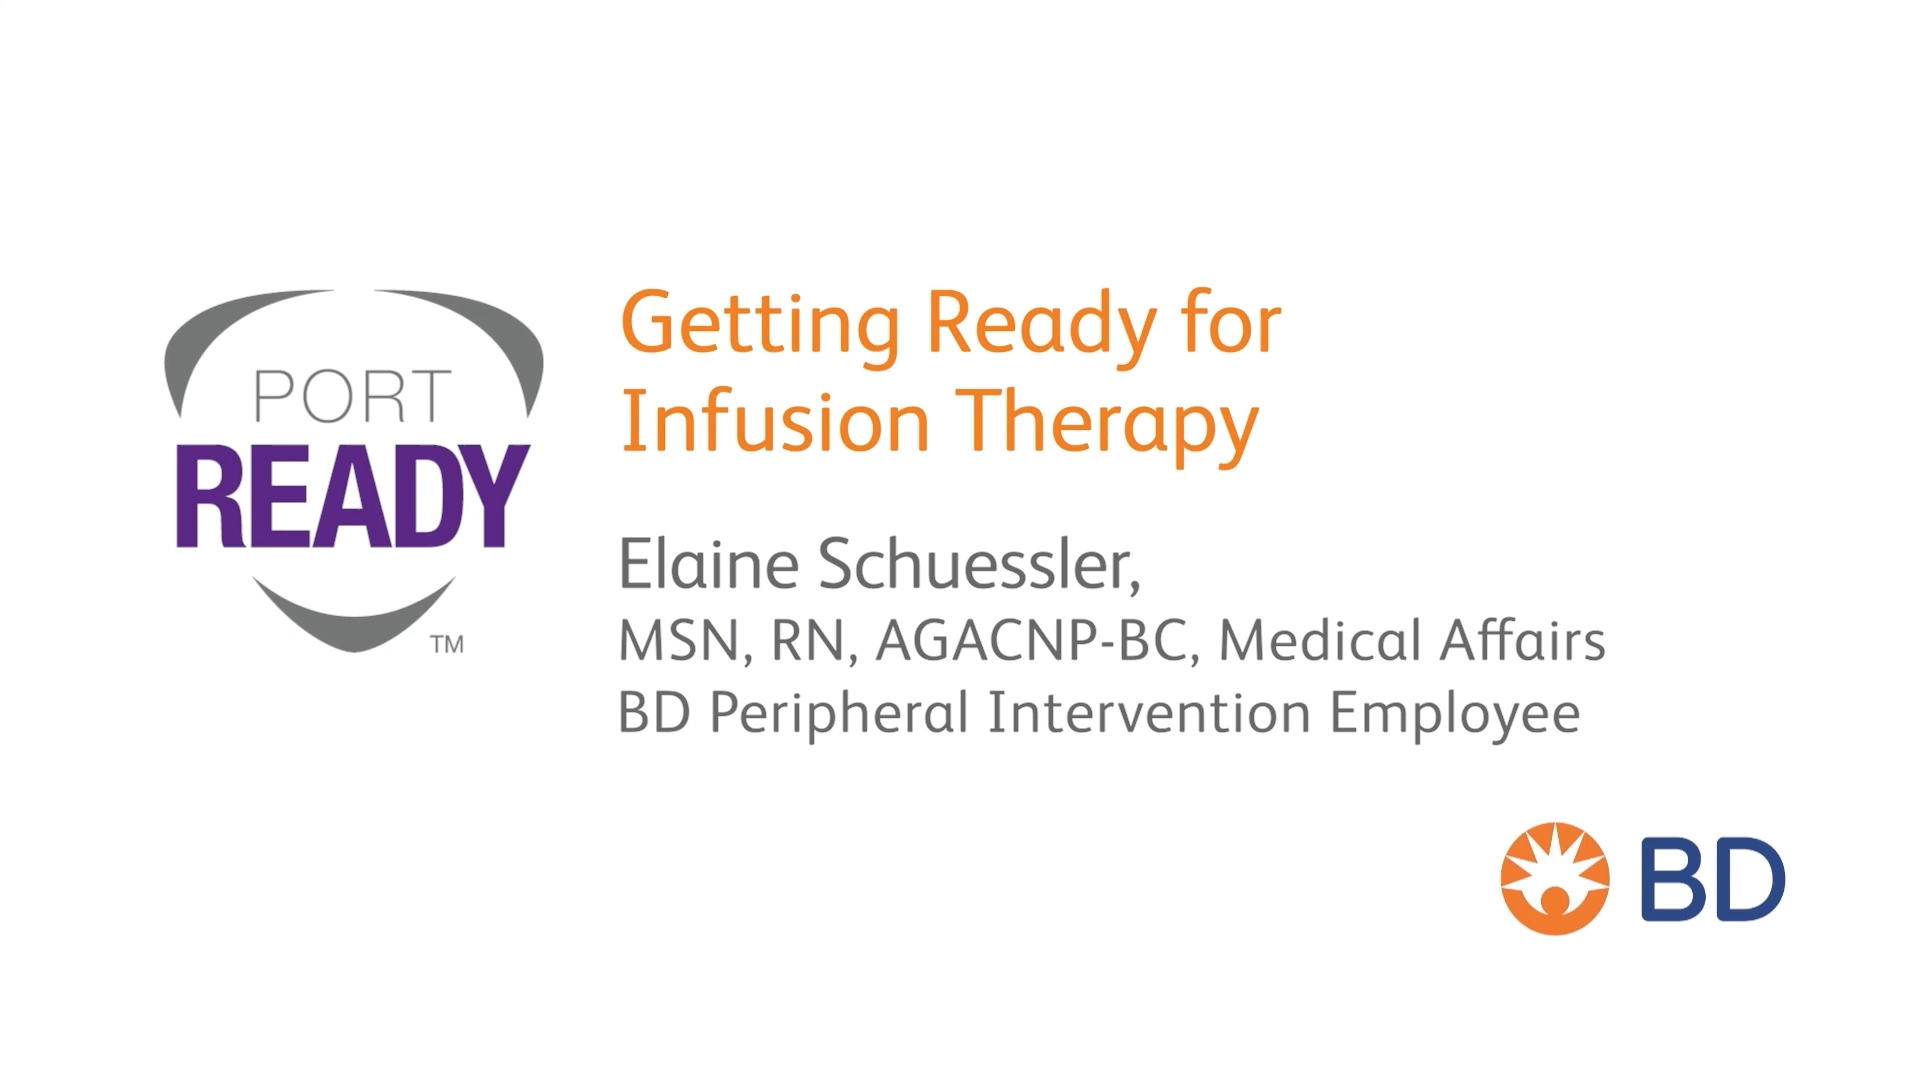 PORT
READY
TM
Getting Ready for
Infusion Therapy
Elaine Schuessler,
MSN, RN, AGACNP-BC, Medical Affairs
BD Peripheral Intervention Employee
BD